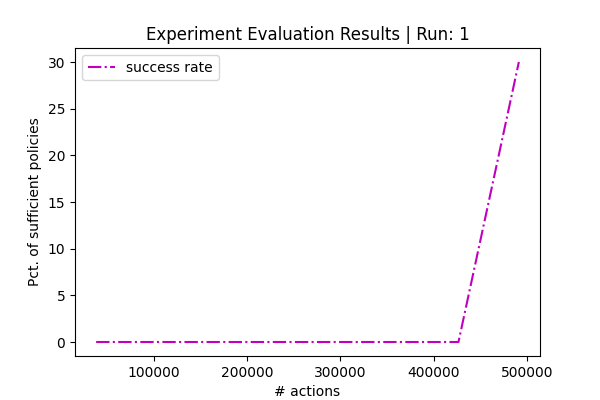 Experiment Evaluation Results | Run: 1
success rate
Pct. of sufficient policies
30
25
20
15
10
5
0
100000 200000 300000 400000 500000
# actions